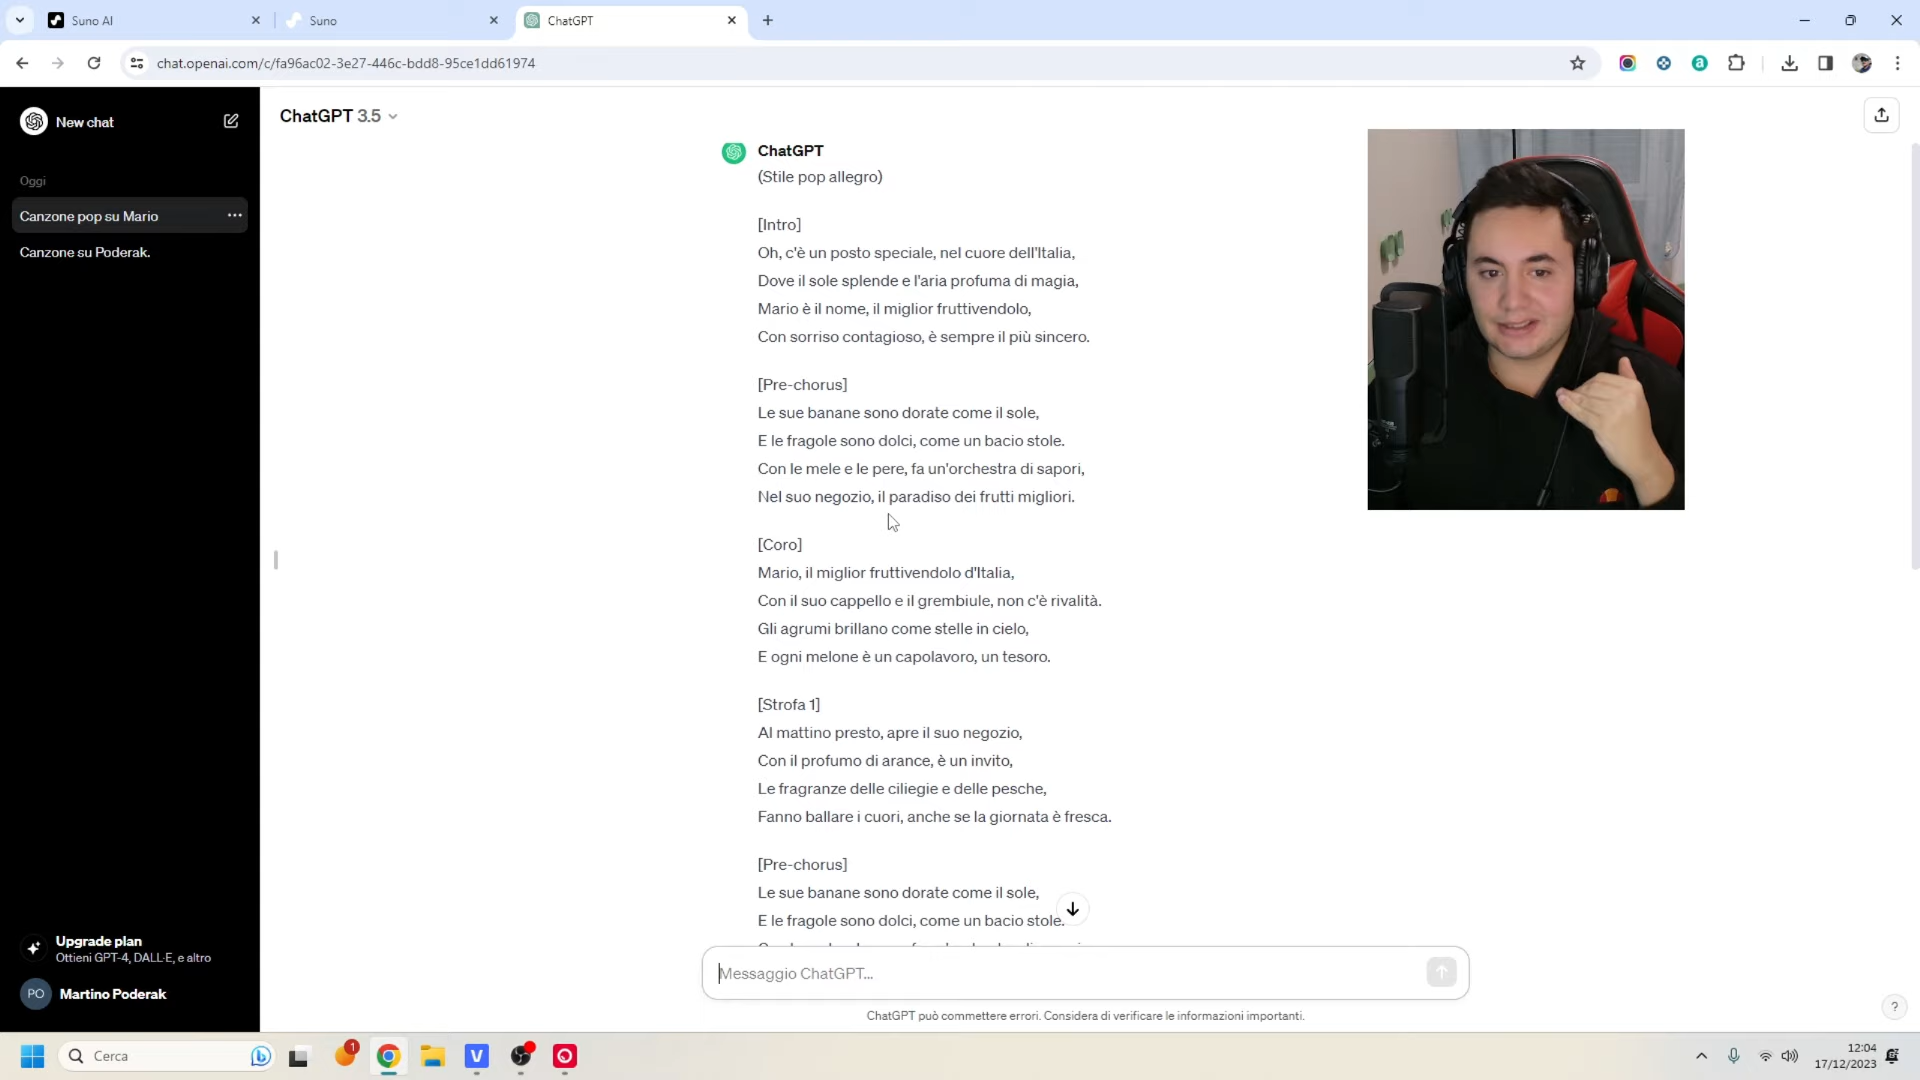 Suno AI
Suno
ChatGPT
chat.openai.com/c/fa96ac02-3e27-446c-bdd8-95ce1dd61974
New chat
Oggi
Canzone pop su Mario
Canzone su Poderak.
Upgrade plan
Ottieni GPT-4, DALL·E, e altro
PO
Martino Poderak
ChatGPT 3.5
ChatGPT
(Stile pop allegro)
[Intro]
Oh, c'è un posto speciale, nel cuore dell'Italia,
Dove il sole splende e l'aria profuma di magia,
Mario è il nome, il miglior fruttivendolo,
Con sorriso contagioso, è sempre il più sincero.
[Pre-chorus]
Le sue banane sono dorate come il sole,
E le fragole sono dolci, come un bacio stole.
Con le mele e le pere, fa un'orchestra di sapori,
Nel suo negozio, il paradiso dei frutti migliori.
[Coro]
Mario, il miglior fruttivendolo d'Italia,
Con il suo cappello e il grembiule, non c'è rivalità.
Gli agrumi brillano come stelle in cielo,
E ogni melone è un capolavoro, un tesoro.
[Strofa 1]
Al mattino presto, apre il suo negozio,
Con il profumo di arance, è un invito,
Le fragranze delle ciliegie e delle pesche,
Fanno ballare i cuori, anche se la giornata è fresca.
[Pre-chorus]
Le sue banane sono dorate come il sole,
E le fragole sono dolci, come un bacio stole.
Messaggio ChatGPT...
ChatGPT può commettere errori. Considera di verificare le informazioni importanti.
?
Cerca
1
V
12:04
17/12/2023